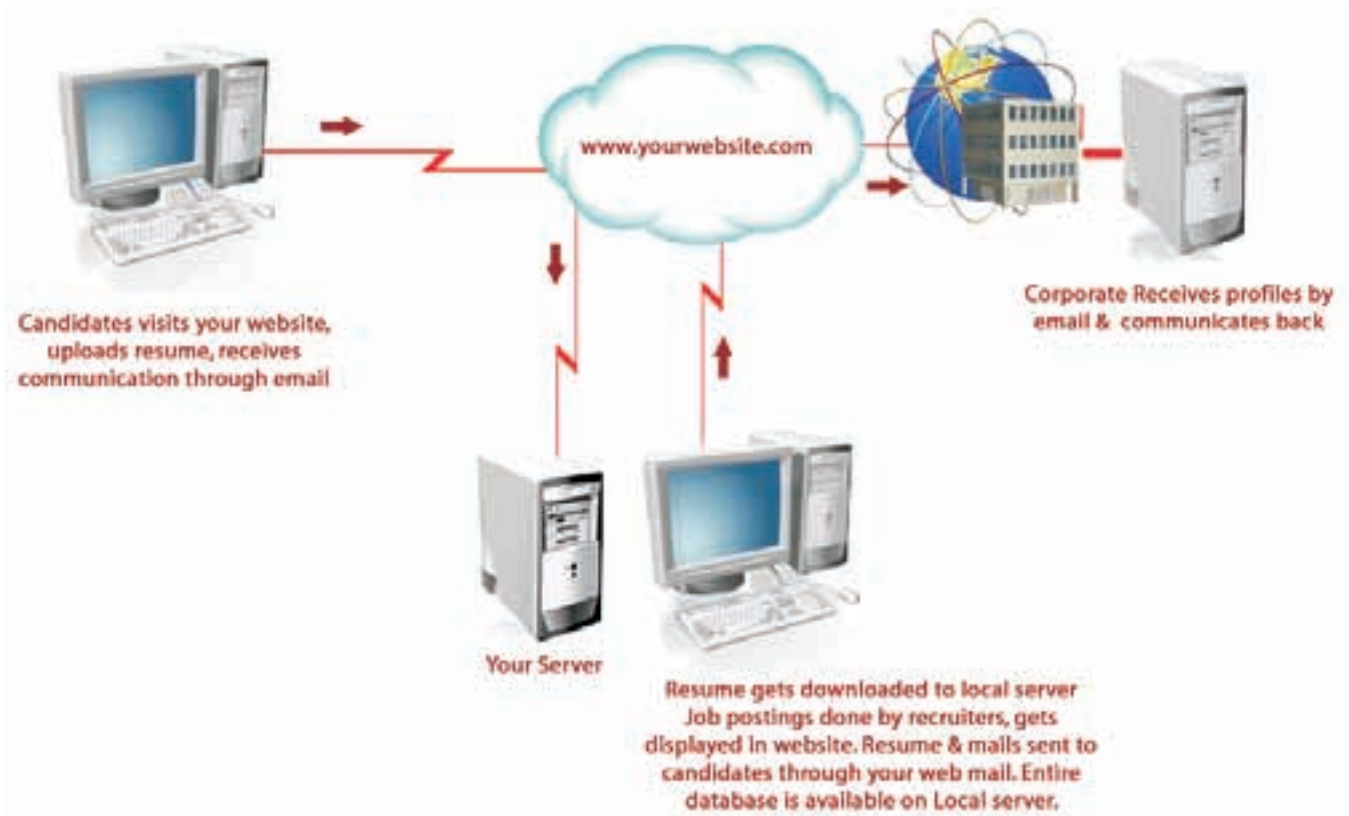 www.yourwebsite.com
Candidates visits your website,
uploads resume, receives
communication through email
Corporate Receives profiles by
email & communicates back
Your Server
Resume gets downloaded to local server
Job postings done by recruiters, gets
displayed in website. Resume & mails sent to
candidates through your web mail. Entire
database is available on Local server.